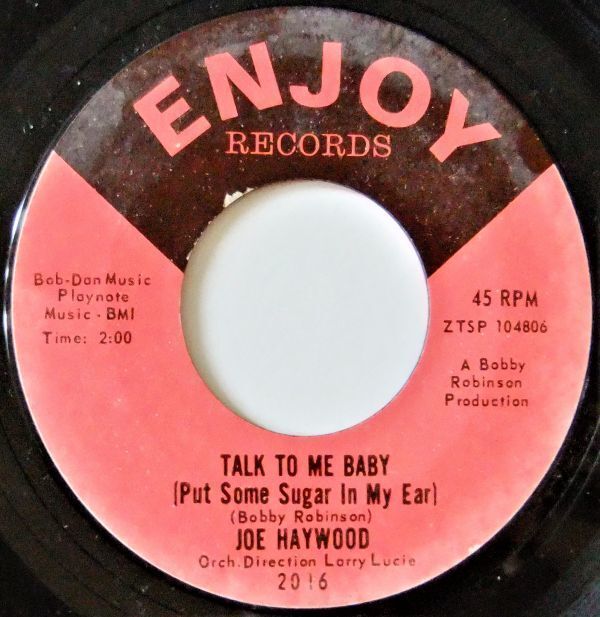 ENJOY
RECORDS
Bob-Dan Music
Playnote
Music - BMI
Time: 2:00
45 RPM
ZTSP 104806
A Bobby
Robinson
Production
TALK TO ME BABY
(Put Some Sugar In My Ear)
(Bobby Robinson)
JOE HAYWOOD
Orch. Direction Larry Lucie
2016